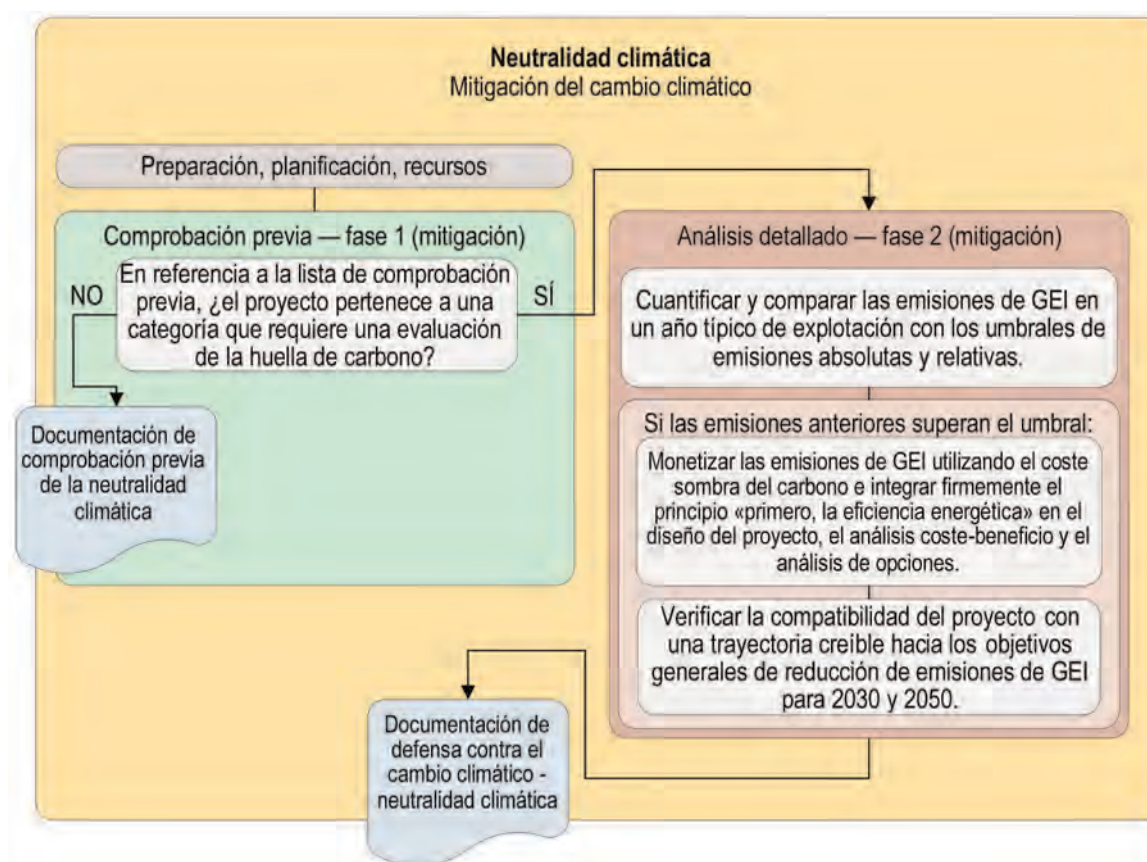 Neutralidad climática
Mitigación del cambio climático
Preparación, planificación, recursos
Comprobación previa — fase 1 (mitigación)
En referencia a la lista de comprobación
previa, ¿el proyecto pertenece a una
categoría que requiere una evaluación
de la huella de carbono?
NO
SÍ
Documentación de
comprobación previa
de la neutralidad
climática
Análisis detallado — fase 2 (mitigación)
Cuantificar y comparar las emisiones de GEI en
un año típico de explotación con los umbrales de
emisiones absolutas y relativas.
Si las emisiones anteriores superan el umbral:
Monetizar las emisiones de GEI utilizando el coste
sombra del carbono e integrar firmemente el
principio «primero, la eficiencia energética» en el
diseño del proyecto, el análisis coste-beneficio y el
análisis de opciones.
Verificar la compatibilidad del proyecto con
una trayectoria creíble hacia los objetivos
generales de reducción de emisiones de GEI
para 2030 y 2050.
Documentación de
defensa contra el
cambio climático -
neutralidad climática